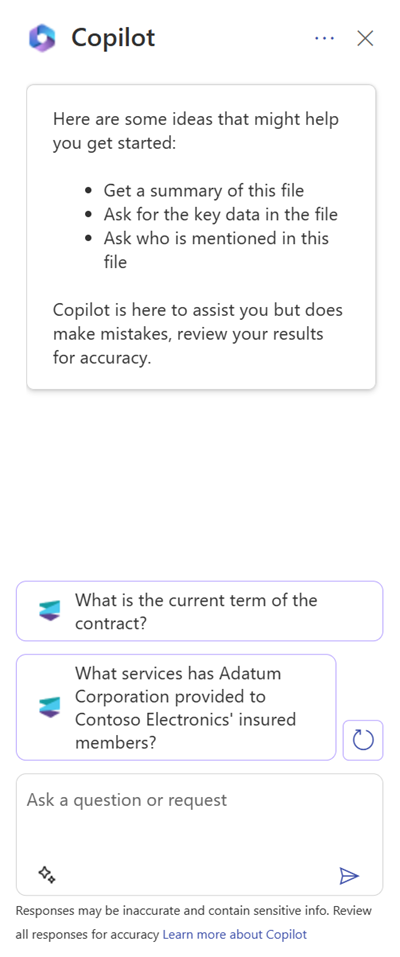 Copilot
Here are some ideas that might help
you get started:
• Get a summary of this file
• Ask for the key data in the file
• Ask who is mentioned in this
file
Copilot is here to assist you but does
make mistakes, review your results
for accuracy.
What is the current term of the
contract?
What services has Adatum
Corporation provided to
Contoso Electronics' insured
members?
Ask a question or request
Responses may be inaccurate and contain sensitive info. Review
all responses for accuracy Learn more about Copilot